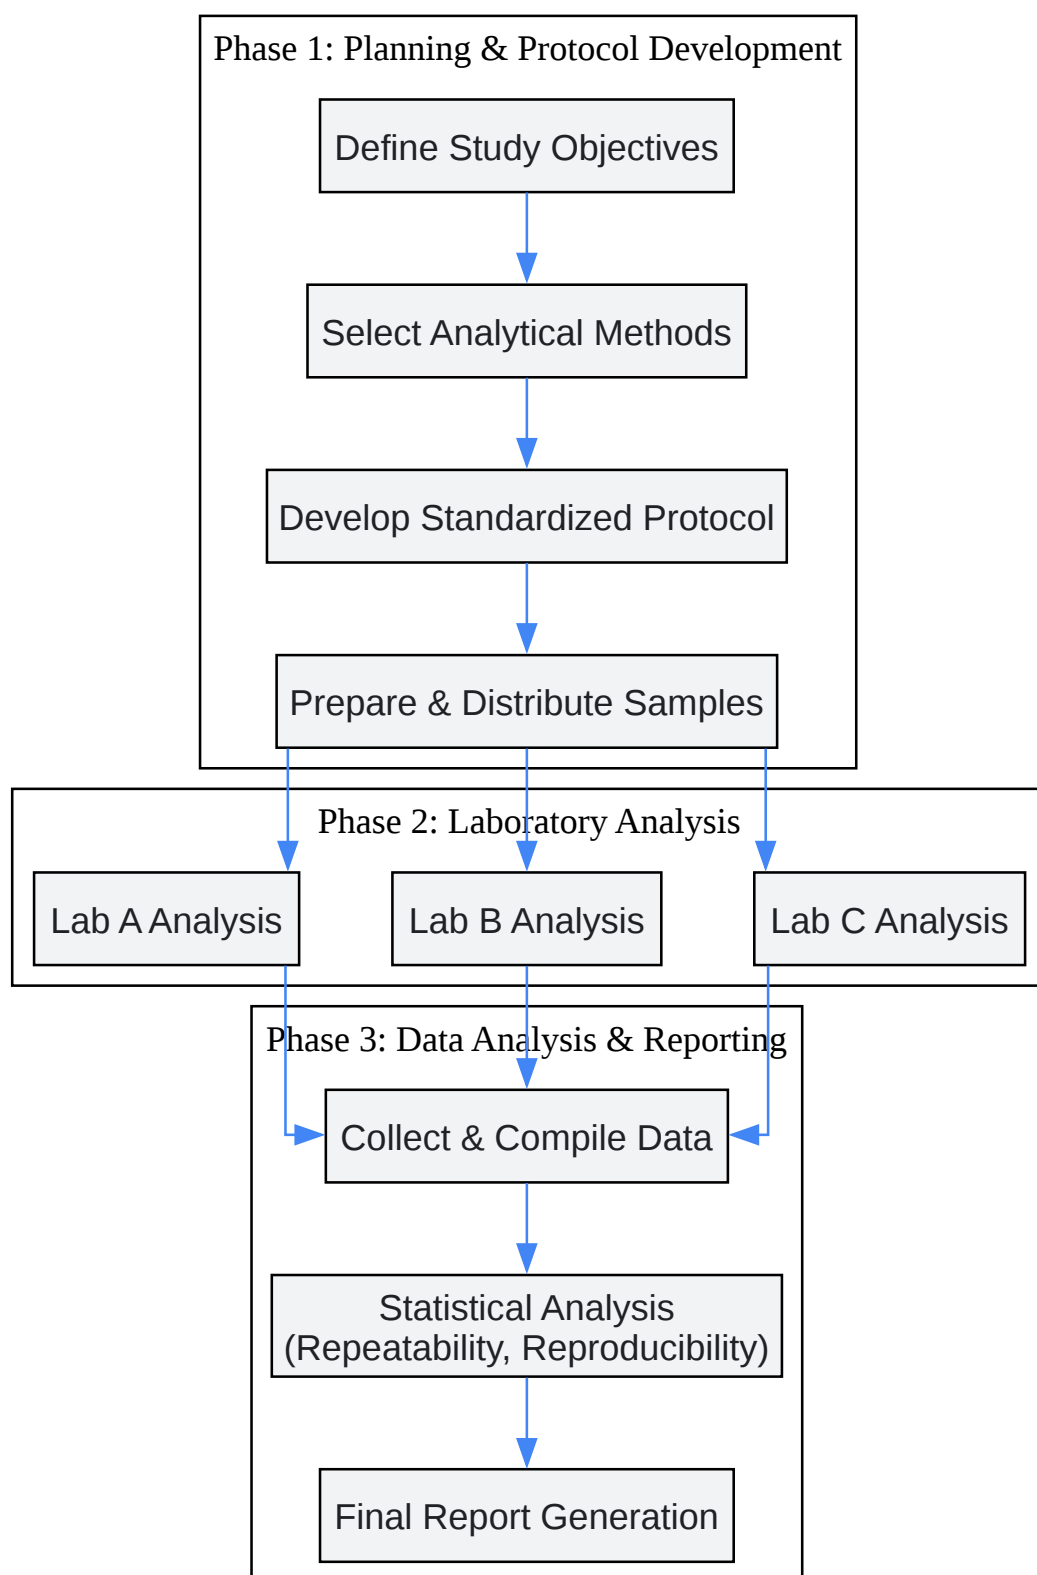 Phase 1: Planning & Protocol Development
Define Study Objectives
Select Analytical Methods
Develop Standardized Protocol
Prepare & Distribute Samples
Phase 2: Laboratory Analysis
Lab A Analysis
Lab B Analysis
Lab C Analysis
Phase 3: Data Analysis & Reporting
Collect & Compile Data
Statistical Analysis
(Repeatability, Reproducibility)
Final Report Generation